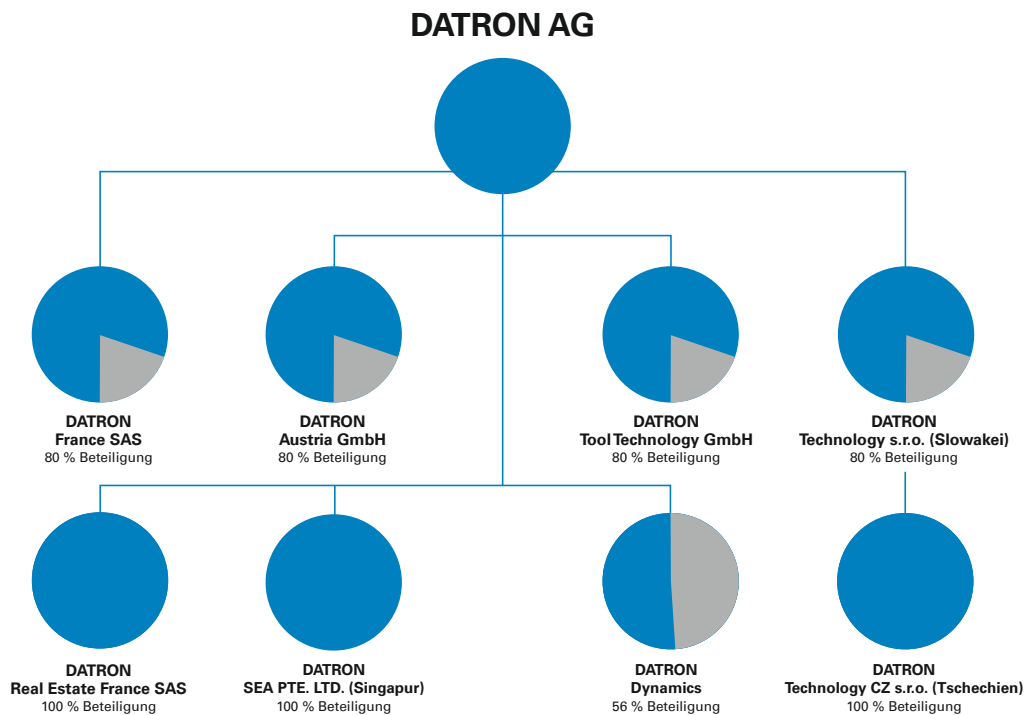 DATRON AG
DATRON
France SAS
80 % Beteiligung
DATRON
Austria GmbH
80 % Beteiligung
DATRON
Tool Technology GmbH
80 % Beteiligung
DATRON
Technology s.r.o. (Slowakei)
80 % Beteiligung
DATRON
Real Estate France SAS
100 % Beteiligung
DATRON
SEA PTE. LTD. (Singapur)
100 % Beteiligung
DATRON
Dynamics
56 % Beteiligung
DATRON
Technology CZ s.r.o. (Tschechien)
100 % Beteiligung